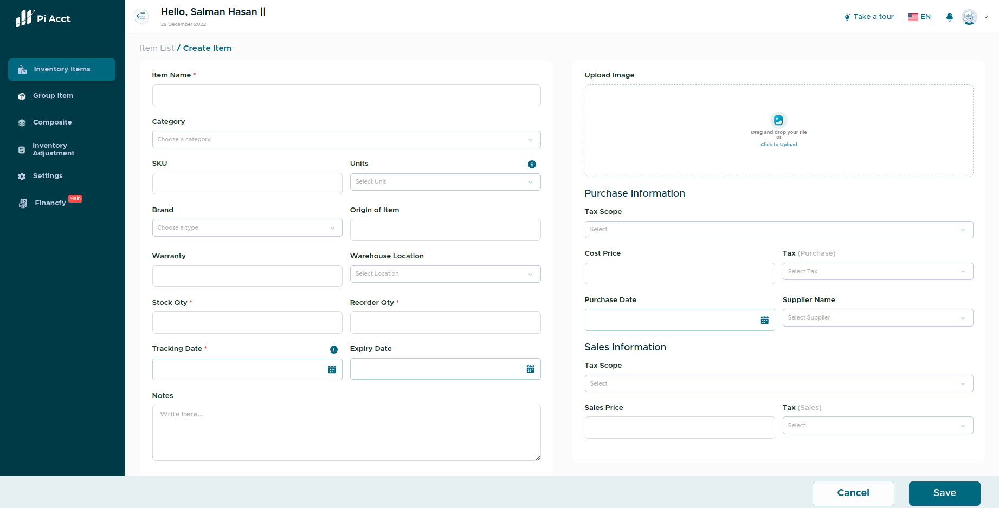 Pi Acct.
Inventory Items
Group Item
Composite
Inventory
Adjustment
Settings
Financfy Main
Hello, Salman Hasan ||
29 December 2022
Take a tour
EN
Item List / Create Item
Item Name *
Category
Choose a category
SKU
Units
Select Unit
Brand
Choose a type
Origin of Item
Warranty
Warehouse Location
Select Location
Stock Qty *
Reorder Qty *
Tracking Date *
Expiry Date
Notes
Write here...
Upload Image
Drag and drop your file
or
Click to Upload
Purchase Information
Tax Scope
Select
Cost Price
Tax (Purchase)
Select Tax
Purchase Date
Supplier Name
Select Supplier
Sales Information
Tax Scope
Select
Sales Price
Tax (Sales)
Select
Cancel
Save